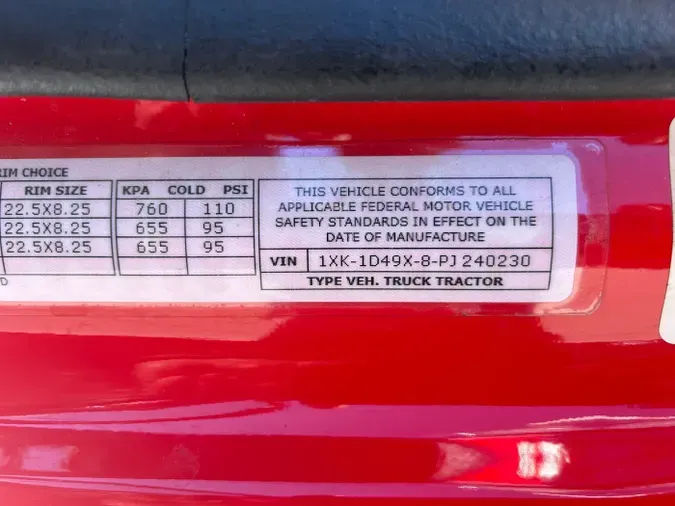 RIM CHOICE
RIM SIZE
22.5X8.25
22.5X8.25
22.5X8.25
KPA COLD PSI
760 110
655 95
655 95
THIS VEHICLE CONFORMS TO ALL
APPLICABLE FEDERAL MOTOR VEHICLE
SAFETY STANDARDS IN EFFECT ON THE
DATE OF MANUFACTURE
VIN 1XK-1D49X-8-PJ 240230
TYPE VEH. TRUCK TRACTOR